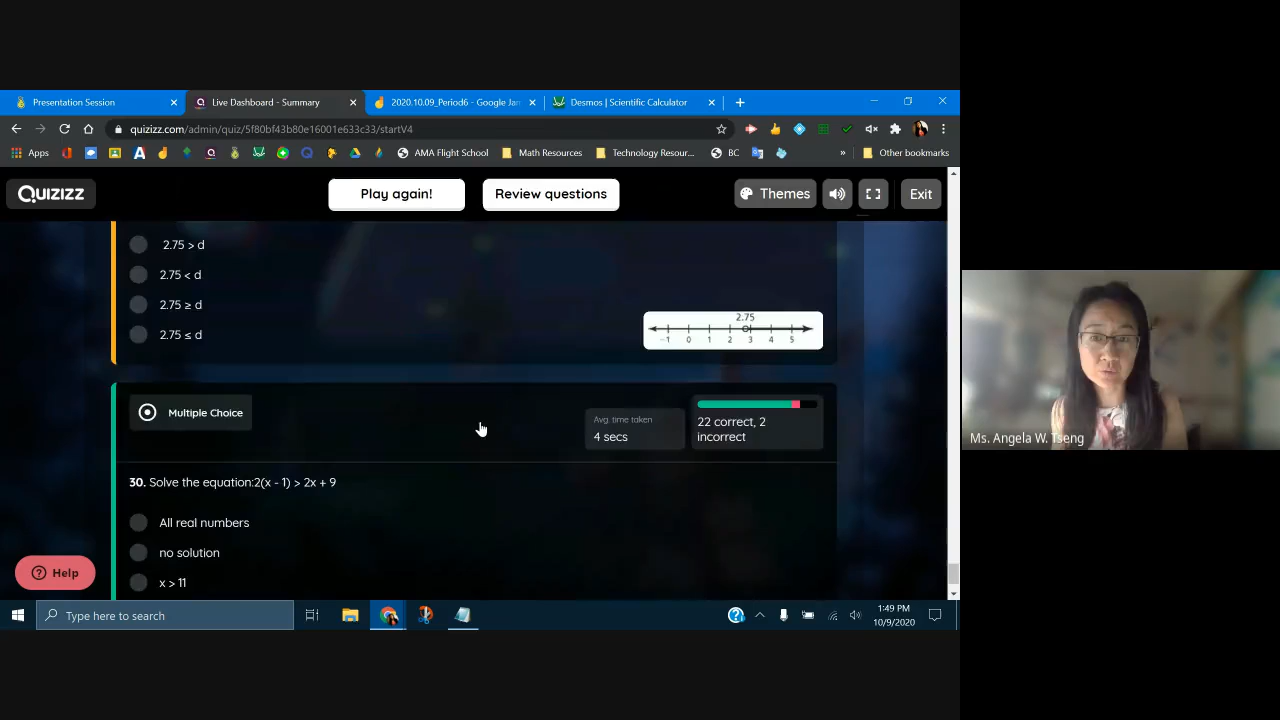 Presentation Session
Live Dashboard - Summary
2020.10.09_Period6 - Google Jan
Desmos | Scientific Calculator
quizizz.com/admin/quiz/5f80bf43b80e16001e633c33/startV4
Apps
AMA Flight School
Math Resources
Technology Resour...
BC
»
Other bookmarks
QUIZIZZ
Play again!
Review questions
Themes
Exit
2.75 > d
2.75 < d
2.75 ≥ d
2.75 ≤ d
2.75
-1 0 1 2 3 4 5
Multiple Choice
Avg. time taken
4 secs
22 correct, 2
incorrect
30. Solve the equation:2(x - 1) > 2x + 9
All real numbers
no solution
x > 11
Help
Type here to search
1:49 PM
10/9/2020
Ms. Angela W. Tseng